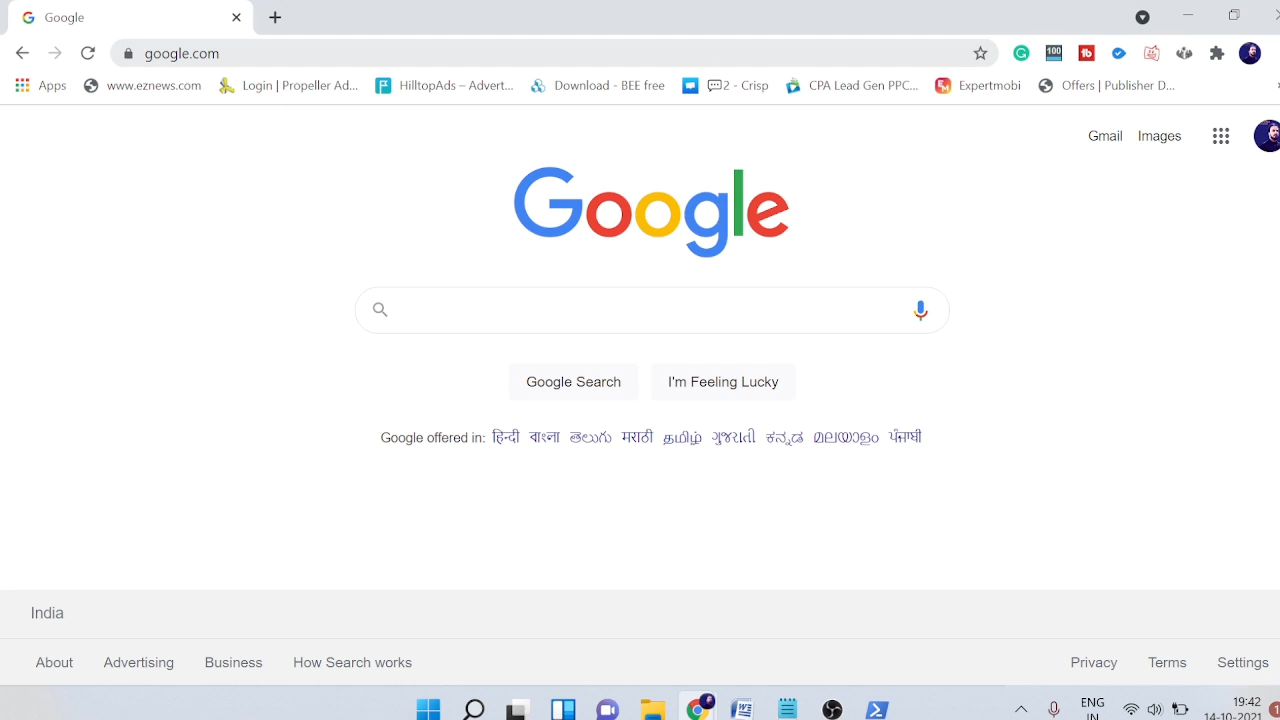 Google
google.com
100
tb
Apps www.eznews.com Login | Propeller Ad... HilltopAds – Advert... Download - BEE free 💬2 - Crisp CPA Lead Gen PPC... Expertmobi Offers | Publisher D...
Gmail Images
Google
Google Search I'm Feeling Lucky
Google offered in: हिन्दी বাংলা తెలుగు मराठी தமிழ் ગુજરાતી ಕನ್ನಡ മലയാളം ਪੰਜਾਬੀ
India
About Advertising Business How Search works Privacy Terms Settings
ENG 19:42
IN 14-10-2021